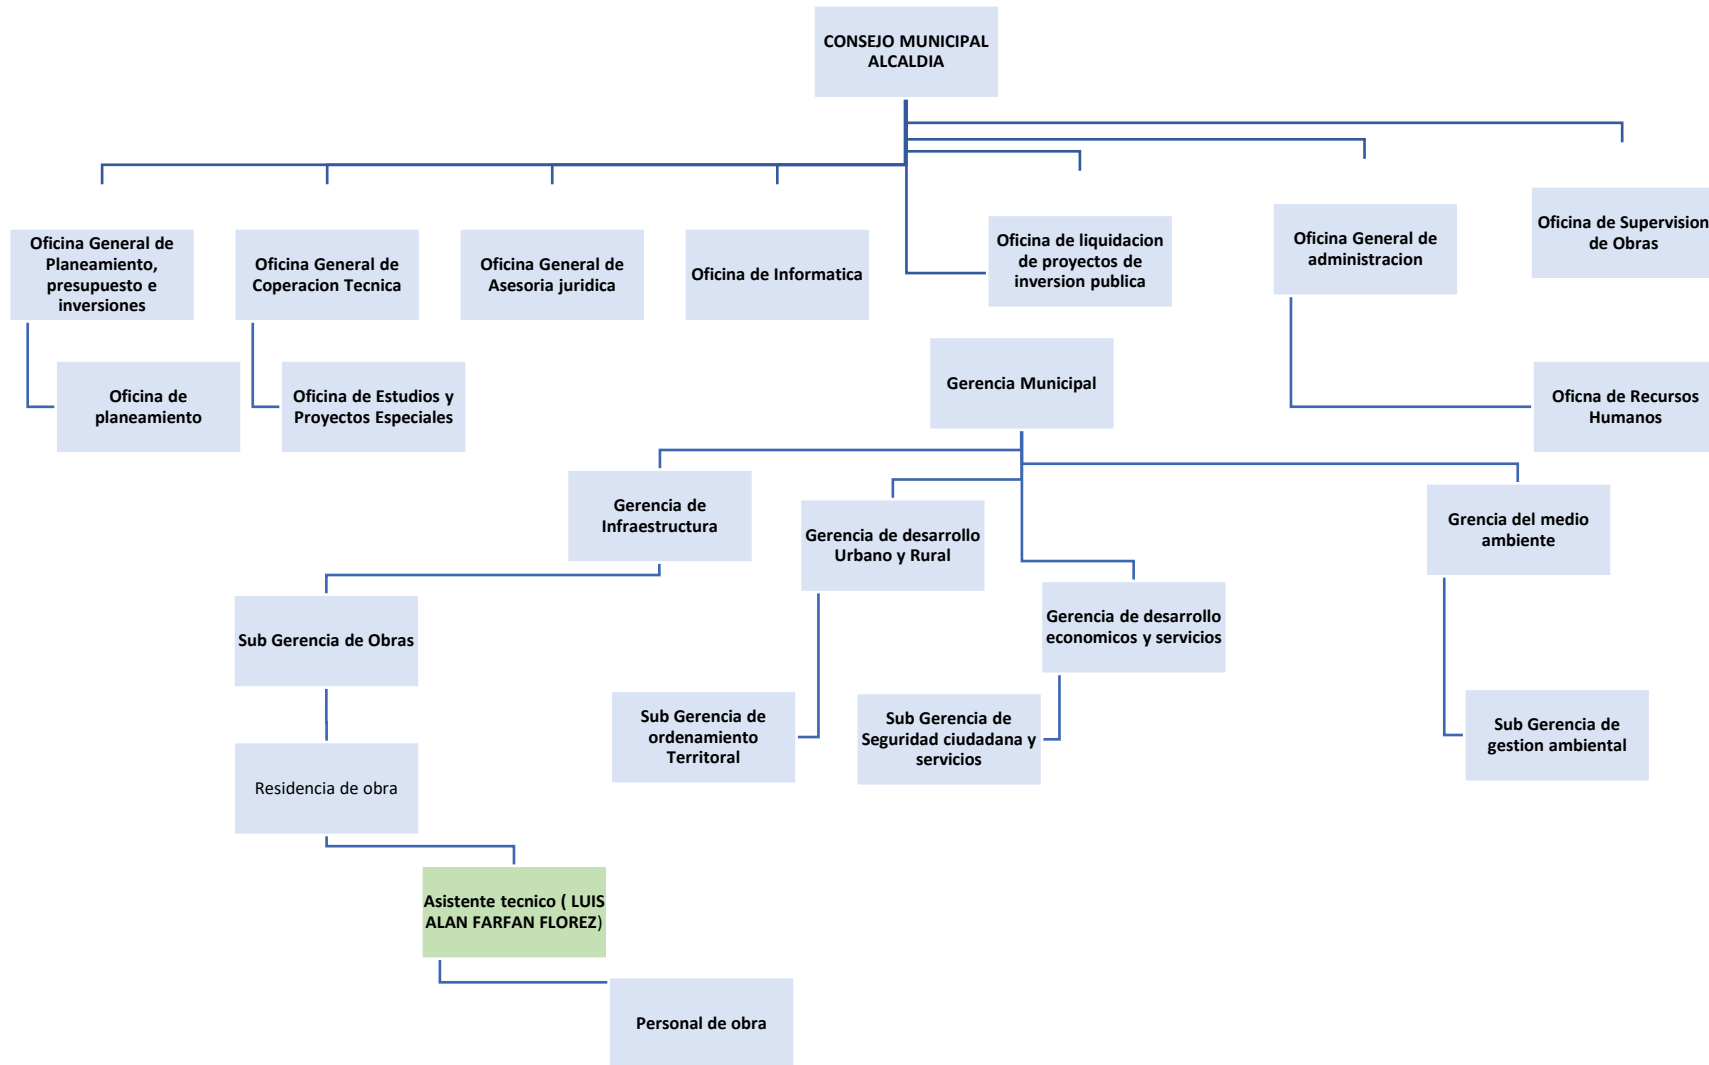 CONSEJO MUNICIPAL
ALCALDIA
Oficina General de
Planeamiento,
presupuesto e
inversiones
Oficina General de
Coperacion Tecnica
Oficina General de
Asesoria juridica
Oficina de Informatica
Oficina de liquidacion
de proyectos de
inversion publica
Oficina General de
administracion
Oficina de Supervision
de Obras
Oficina de
planeamiento
Oficina de Estudios y
Proyectos Especiales
Gerencia Municipal
Oficna de Recursos
Humanos
Gerencia de
Infraestructura
Gerencia de desarrollo
Urbano y Rural
Grencia del medio
ambiente
Sub Gerencia de Obras
Gerencia de desarrollo
economicos y servicios
Sub Gerencia de
ordenamiento
Territoral
Sub Gerencia de
Seguridad ciudadana y
servicios
Sub Gerencia de
gestion ambiental
Residencia de obra
Asistente tecnico ( LUIS
ALAN FARFAN FLOREZ)
Personal de obra